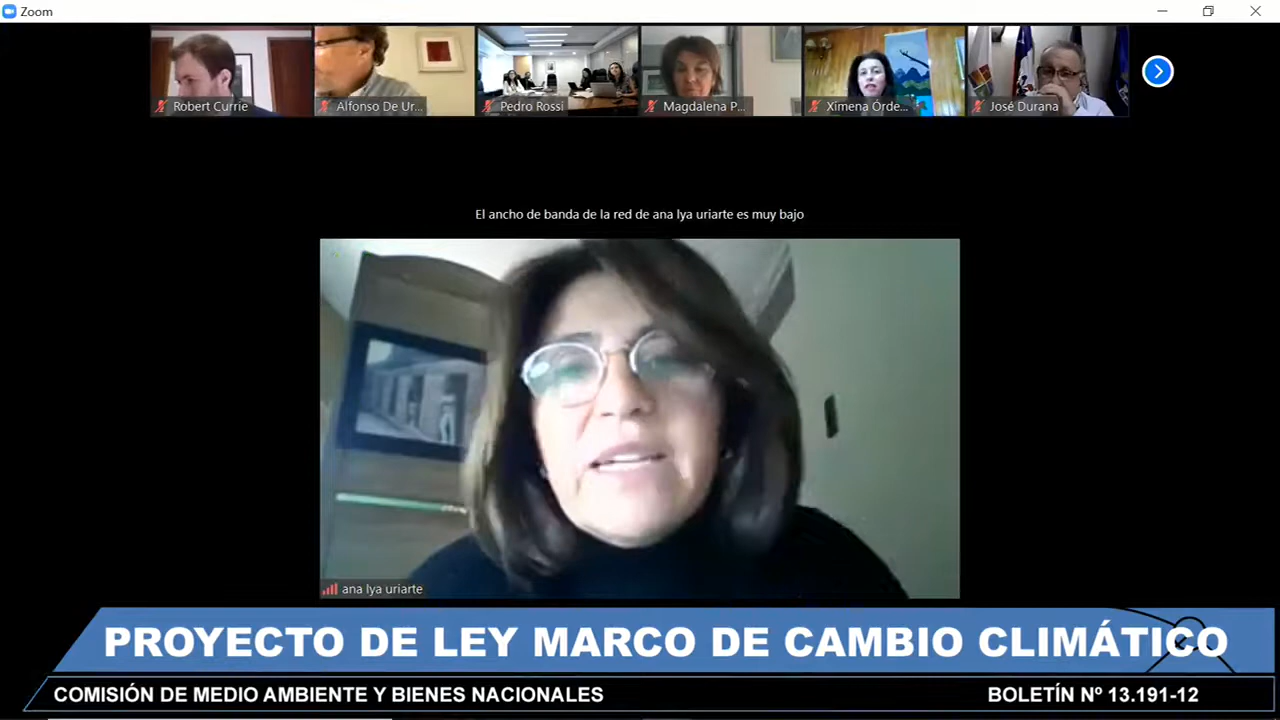 Zoom
Robert Currie
Alfonso De Ur...
Pedro Rossi
Magdalena P...
Ximena Órde...
José Durana
El ancho de banda de la red de ana lya uriarte es muy bajo
ana lya uriarte
PROYECTO DE LEY MARCO DE CAMBIO CLIMÁTICO
COMISIÓN DE MEDIO AMBIENTE Y BIENES NACIONALES
BOLETÍN Nº 13.191-12